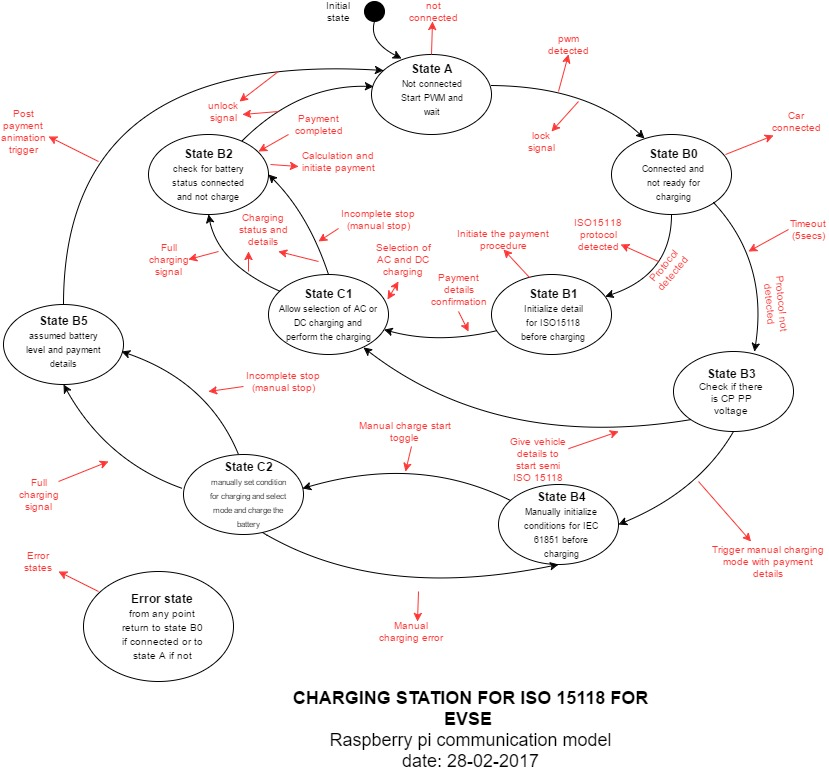 Initial
state
not
connected
State A
Not connected
Start PWM and
wait
pwm
detected
lock
signal
unlock
signal
Post
payment
animation
trigger
Payment
completed
Calculation and
initiate payment
State B2
check for battery
status connected
and not charge
Car
connected
State B0
Connected and
not ready for
charging
Timeout
(5secs)
ISO15118
protocol
detected
Protocol
detected
Protocol not
detected
Initiate the payment
procedure
Incomplete stop
(manual stop)
Charging
status and
details
Full
charging
signal
Selection of
AC and DC
charging
Payment
details
confirmation
State C1
Allow selection of AC or
DC charging and
perform the charging
State B1
Initialize detail
for ISO15118
before charging
State B5
assumed battery
level and payment
details
State B3
Check if there
is CP PP
voltage
Incomplete stop
(manual stop)
Manual charge start
toggle
Give vehicle
details to
start semi
ISO 15118
Full
charging
signal
State C2
manually set condition
for charging and select
mode and charge the
battery
State B4
Manually initialize
conditions for IEC
61851 before
charging
Trigger manual charging
mode with payment
details
Error
states
Error state
from any point
return to state B0
if connected or to
state A if not
Manual
charging error
CHARGING STATION FOR ISO 15118 FOR
EVSE
Raspberry pi communication model
date: 28-02-2017